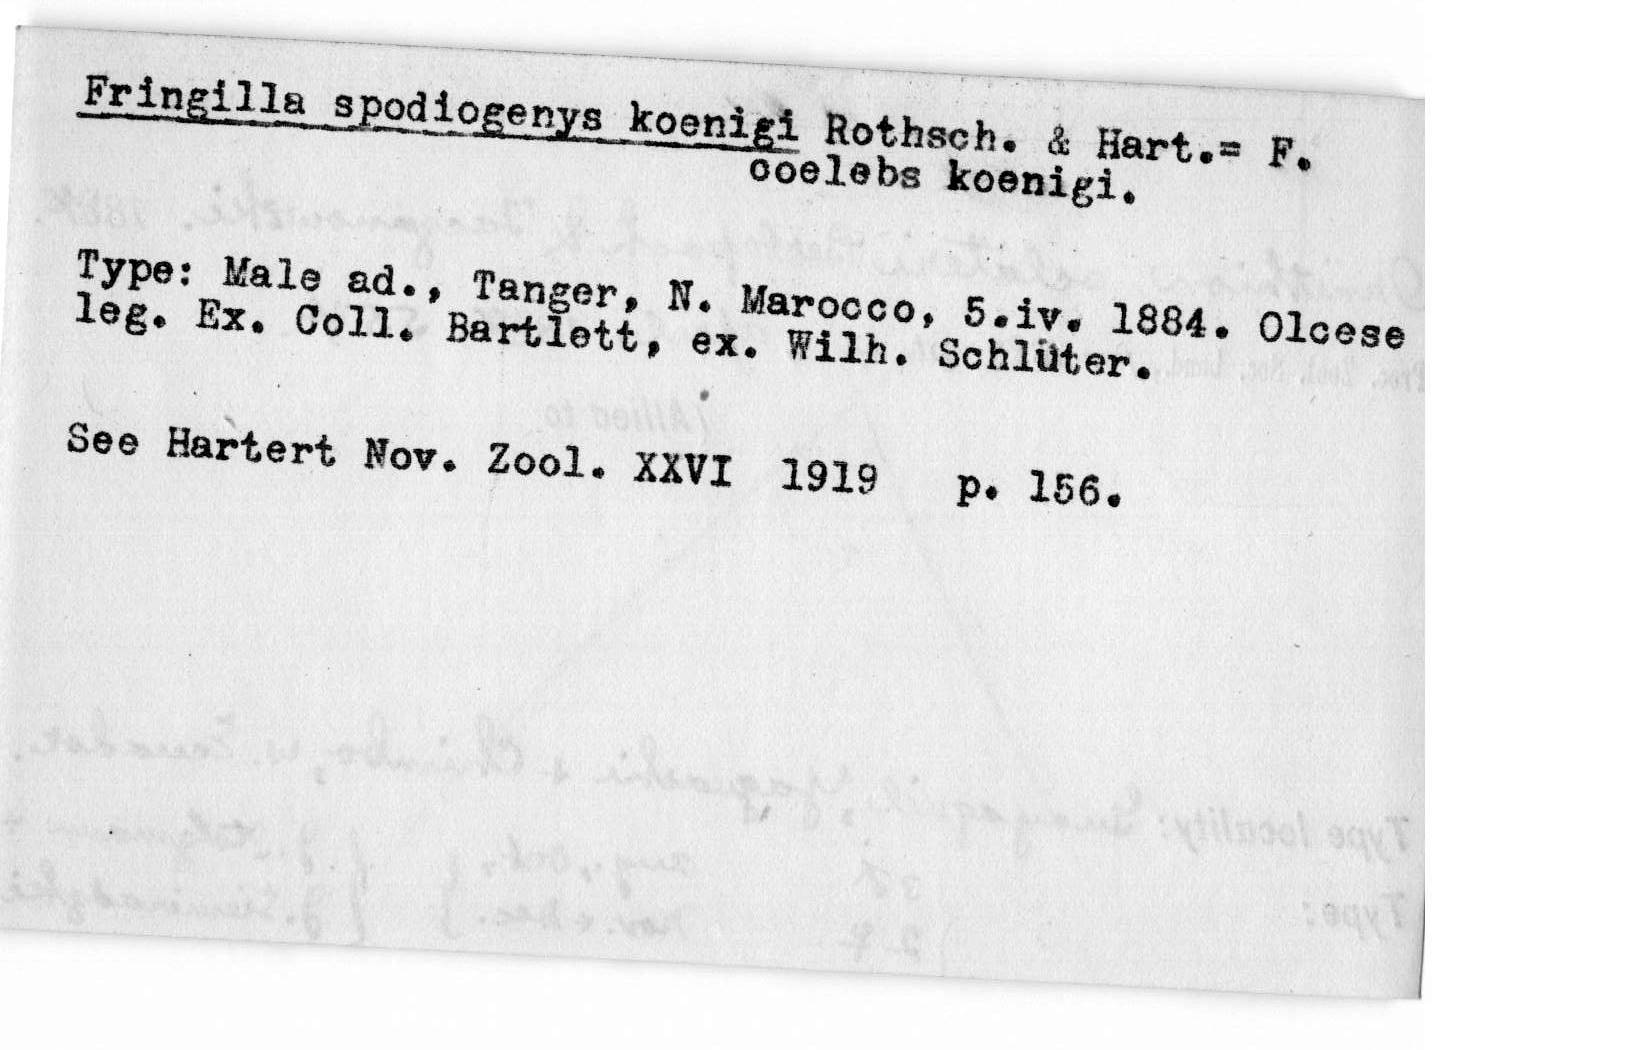 Fringilla spodiogenys koenigi Rothsch. & Hart.= F.
coelebs koenigi.
Type: Male ad., Tanger, N. Marocco, 5.iv. 1884. Olcese
leg. Ex. Coll. Bartlett, ex. Wilh. Schlüter.
See Hartert Nov. Zool. XXVI 1919 p. 156.